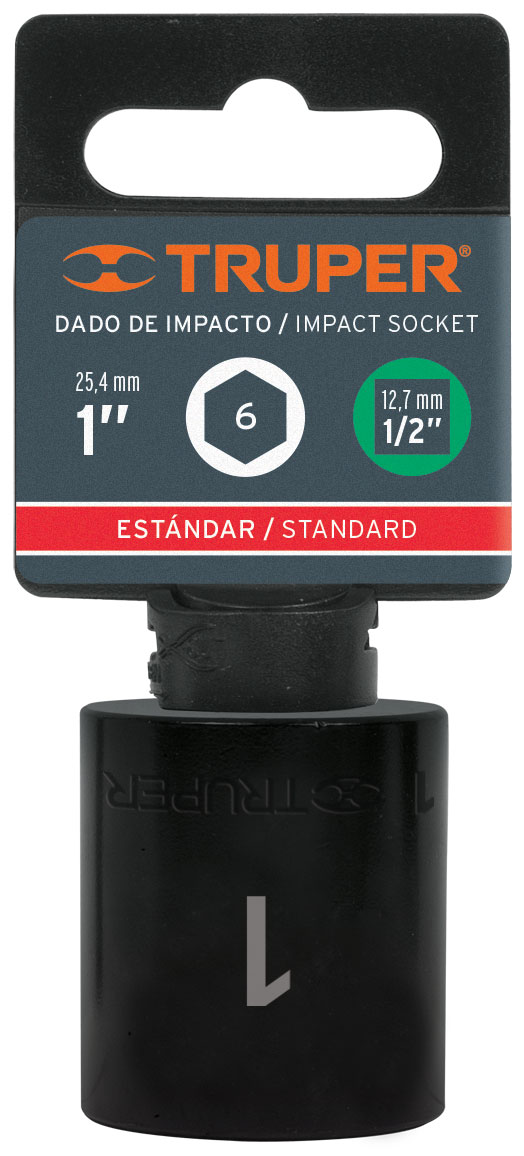 TRUPER®
DADO DE IMPACTO / IMPACT SOCKET
25,4 mm
1"
6
12,7 mm
1/2"
ESTÁNDAR / STANDARD
1 TRUPER
1